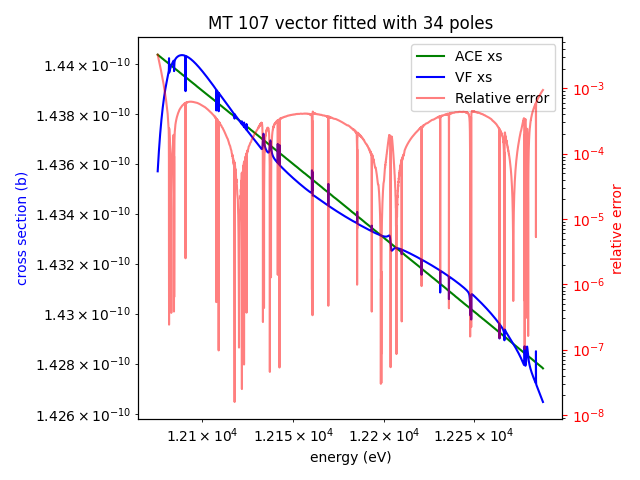 MT 107 vector fitted with 34 poles
ACE xs
VF xs
Relative error
1.44 × 10⁻¹⁰
1.438 × 10⁻¹⁰
1.436 × 10⁻¹⁰
1.434 × 10⁻¹⁰
1.432 × 10⁻¹⁰
1.43 × 10⁻¹⁰
1.428 × 10⁻¹⁰
1.426 × 10⁻¹⁰
cross section (b)
10⁻³
10⁻⁴
10⁻⁵
10⁻⁶
10⁻⁷
10⁻⁸
relative error
1.21 × 10⁴ 1.215 × 10⁴ 1.22 × 10⁴ 1.225 × 10⁴
energy (eV)